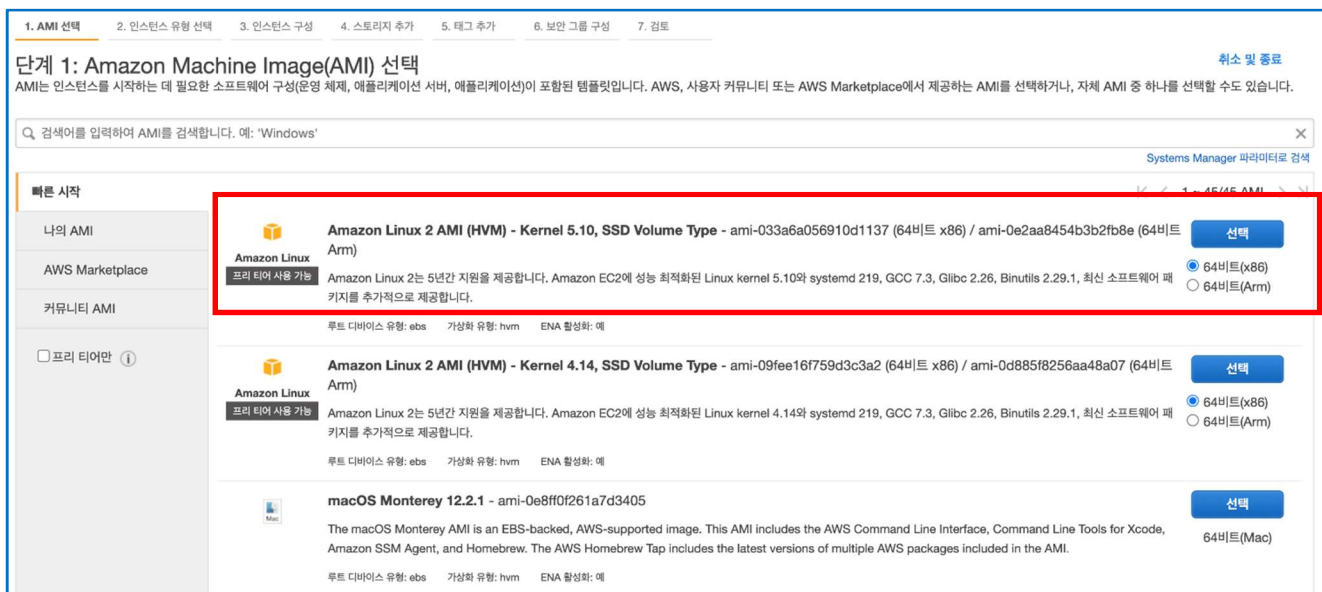 1. AMI 선택 2. 인스턴스 유형 선택 3. 인스턴스 구성 4. 스토리지 추가 5. 태그 추가 6. 보안 그룹 구성 7. 검토
단계 1: Amazon Machine Image(AMI) 선택
취소 및 종료
AMI는 인스턴스를 시작하는 데 필요한 소프트웨어 구성(운영 체제, 애플리케이션 서버, 애플리케이션)이 포함된 템플릿입니다. AWS, 사용자 커뮤니티 또는 AWS Marketplace에서 제공하는 AMI를 선택하거나, 자체 AMI 중 하나를 선택할 수도 있습니다.
검색어를 입력하여 AMI를 검색합니다. 예: 'Windows'
Systems Manager 파라미터로 검색
빠른 시작
1 ~ 45/45 AMI
나의 AMI
AWS Marketplace
커뮤니티 AMI
프리 티어만
Amazon Linux
프리 티어 사용 가능
Amazon Linux 2 AMI (HVM) - Kernel 5.10, SSD Volume Type - ami-033a6a056910d1137 (64비트 x86) / ami-0e2aa8454b3b2fb8e (64비트
Arm)
Amazon Linux 2는 5년간 지원을 제공합니다. Amazon EC2에 성능 최적화된 Linux kernel 5.10와 systemd 219, GCC 7.3, Glibc 2.26, Binutils 2.29.1, 최신 소프트웨어 패
키지를 추가적으로 제공합니다.
루트 디바이스 유형: ebs 가상화 유형: hvm ENA 활성화: 예
선택
64비트(x86)
64비트(Arm)
Amazon Linux
프리 티어 사용 가능
Amazon Linux 2 AMI (HVM) - Kernel 4.14, SSD Volume Type - ami-09fee16f759d3c3a2 (64비트 x86) / ami-0d885f8256aa48a07 (64비트
Arm)
Amazon Linux 2는 5년간 지원을 제공합니다. Amazon EC2에 성능 최적화된 Linux kernel 4.14와 systemd 219, GCC 7.3, Glibc 2.26, Binutils 2.29.1, 최신 소프트웨어 패
키지를 추가적으로 제공합니다.
루트 디바이스 유형: ebs 가상화 유형: hvm ENA 활성화: 예
선택
64비트(x86)
64비트(Arm)
Mac
macOS Monterey 12.2.1 - ami-0e8ff0f261a7d3405
The macOS Monterey AMI is an EBS-backed, AWS-supported image. This AMI includes the AWS Command Line Interface, Command Line Tools for Xcode,
Amazon SSM Agent, and Homebrew. The AWS Homebrew Tap includes the latest versions of multiple AWS packages included in the AMI.
루트 디바이스 유형: ebs 가상화 유형: hvm ENA 활성화: 예
선택
64비트(Mac)